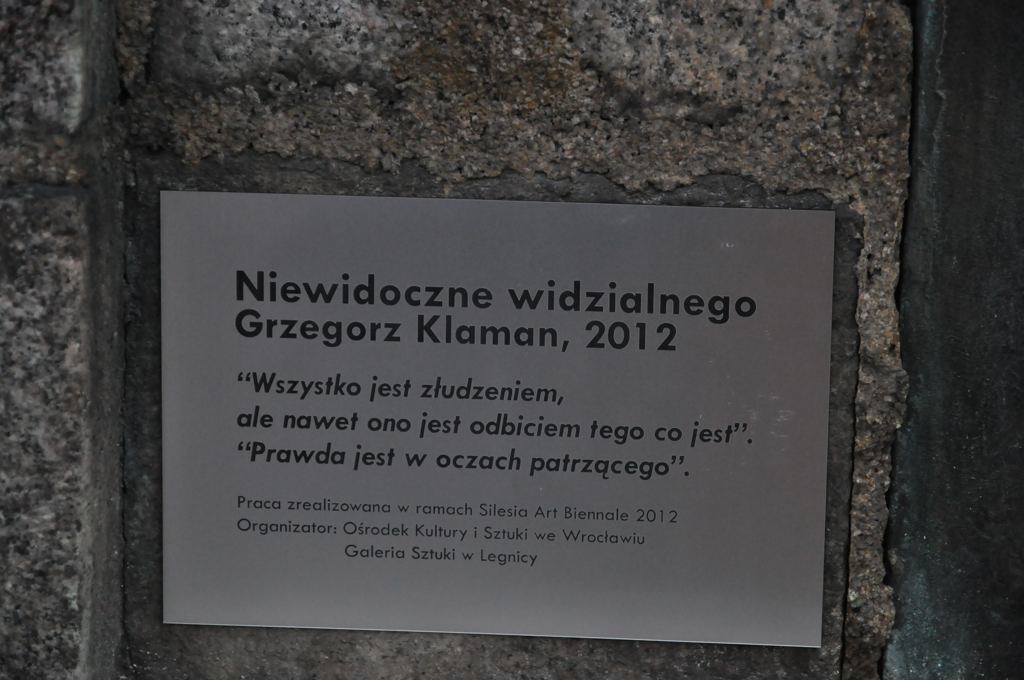 Niewidoczne widzialnego
Grzegorz Klaman, 2012
“Wszystko jest złudzeniem,
ale nawet ono jest odbiciem tego co jest”.
“Prawda jest w oczach patrzącego”.
Praca zrealizowana w ramach Silesia Art Biennale 2012
Organizator: Ośrodek Kultury i Sztuki we Wrocławiu
Galeria Sztuki w Legnicy